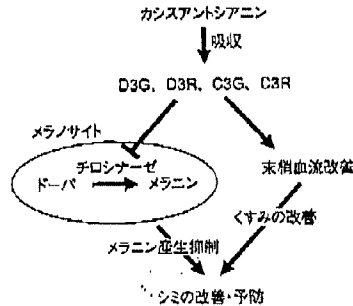 カシスアントシアニン
吸収
D3G、D3R、C3G、C3R
メラノサイト
チロシナーゼ
ドーパ
メラニン
末梢血流改善
くすみの改善
メラニン産生抑制
シミの改善・予防